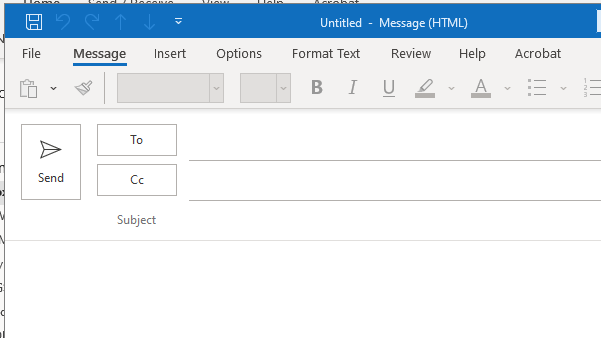 Untitled - Message (HTML)
File Message Insert Options Format Text Review Help Acrobat
B I U A
To
Send
Cc
Subject